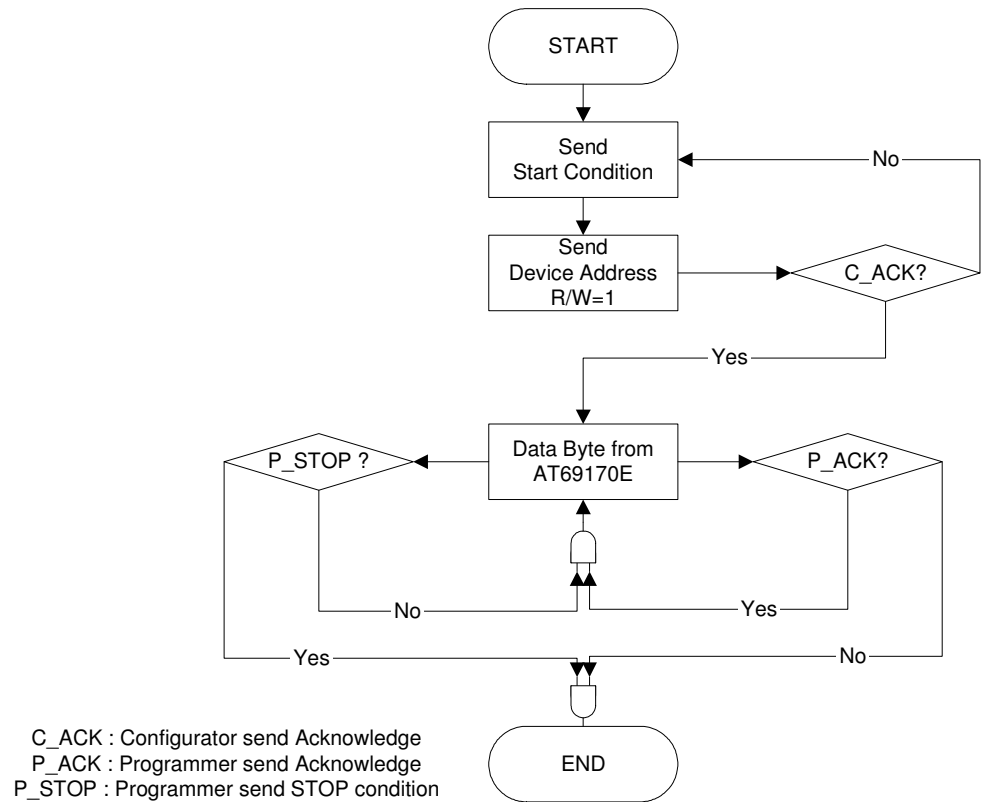 START
Send
Start Condition
No
Send
Device Address
R/W=1
C_ACK?
Yes
P_STOP ?
Data Byte from
AT69170E
P_ACK?
No
Yes
Yes
No
C_ACK : Configurator send Acknowledge
P_ACK : Programmer send Acknowledge
P_STOP : Programmer send STOP condition
END